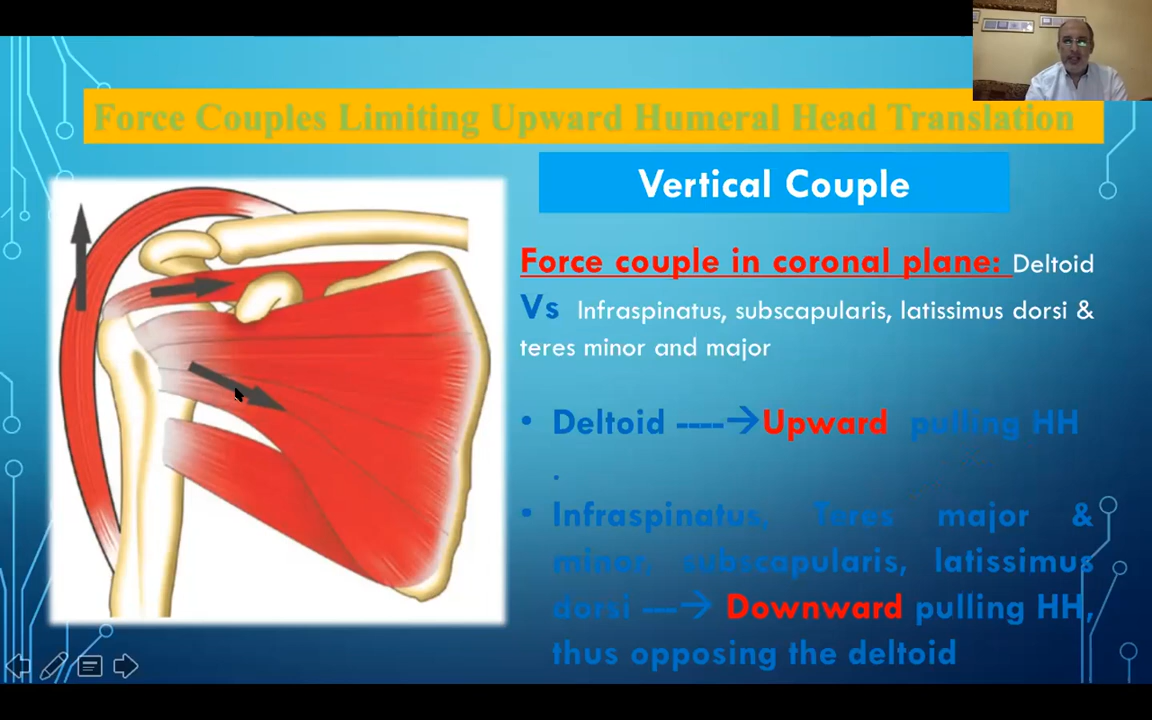 Force Couples Limiting Upward Humeral Head Translation
Vertical Couple
Force couple in coronal plane: Deltoid
Vs Infraspinatus, subscapularis, latissimus dorsi &
teres minor and major
• Deltoid ----→Upward pulling HH
.
• Infraspinatus, Teres major &
minor, subscapularis, latissimus
dorsi ---→ Downward pulling HH,
thus opposing the deltoid